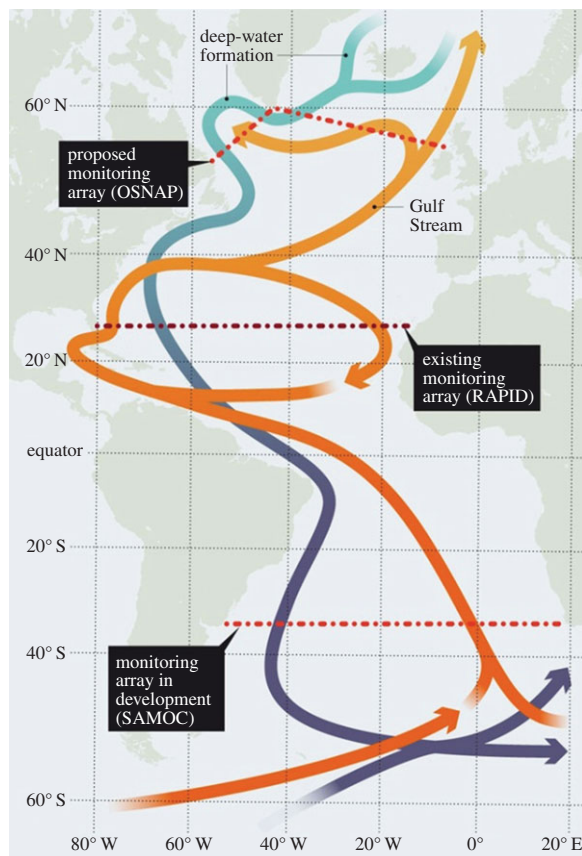 deep-water
formation
60° N
proposed
monitoring
array (OSNAP)
Gulf
Stream
40° N
20° N
existing
monitoring
array (RAPID)
equator
20° S
40° S
monitoring
array in
development
(SAMOC)
60° S
80° W
60° W
40° W
20° W
0°
20° E